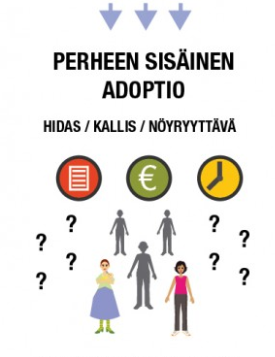 PERHEEN SISÄINEN
ADOPTIO
HIDAS / KALLIS / NÖYRYYTTÄVÄ
€
? ?
? ?
? ?
? ?